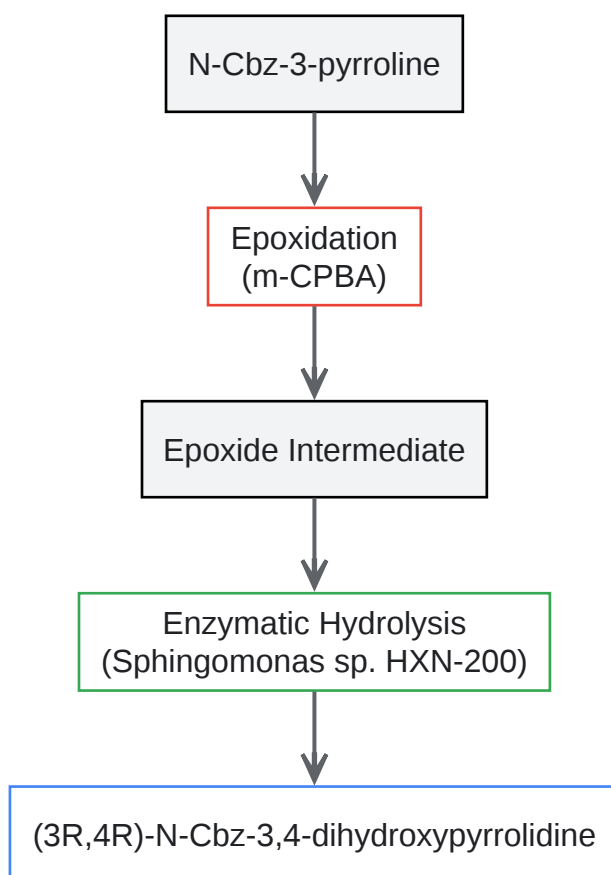 N-Cbz-3-pyrroline
Epoxidation
(m-CPBA)
Epoxide Intermediate
Enzymatic Hydrolysis
(Sphingomonas sp. HXN-200)
(3R,4R)-N-Cbz-3,4-dihydroxypyrrolidine